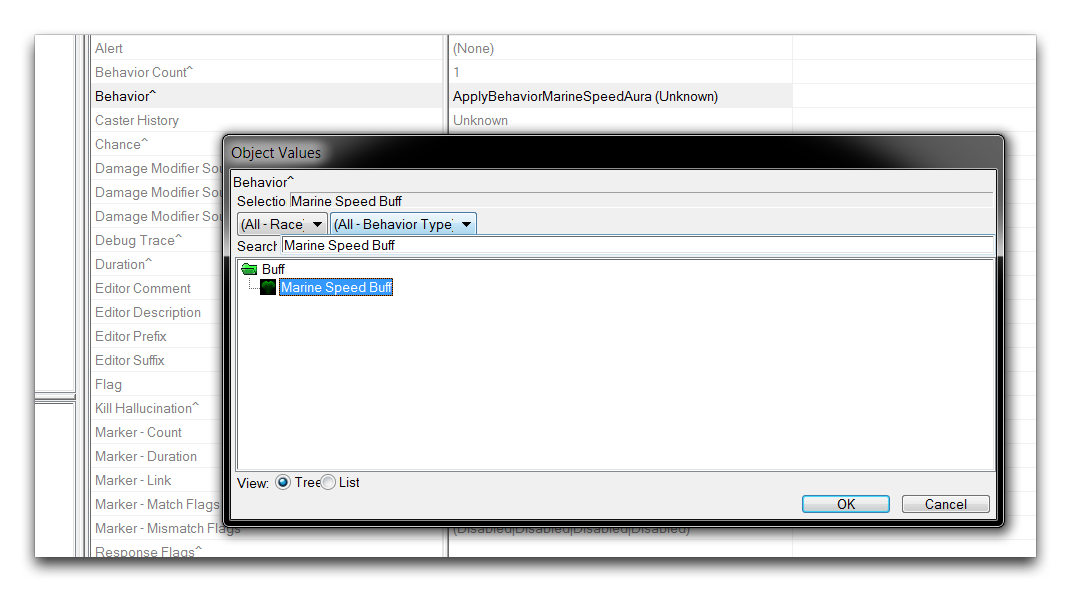 Alert (None)
Behavior Count^ 1
Behavior^ ApplyBehaviorMarineSpeedAura (Unknown)
Caster History Unknown
Chance^
Damage Modifier Sou
Damage Modifier Sou
Damage Modifier Sou
Debug Trace^
Duration^
Editor Comment
Editor Description
Editor Prefix
Editor Suffix
Flag
Kill Hallucination^
Marker - Count
Marker - Duration
Marker - Link
Marker - Match Flags
Marker - Mismatch Flags (Disabled|Disabled|Disabled|Disabled)
Response Flags^
Object Values
Behavior^
Selectio Marine Speed Buff
(All - Race) (All - Behavior Type)
Search Marine Speed Buff
Buff
Marine Speed Buff
View: Tree List
OK Cancel